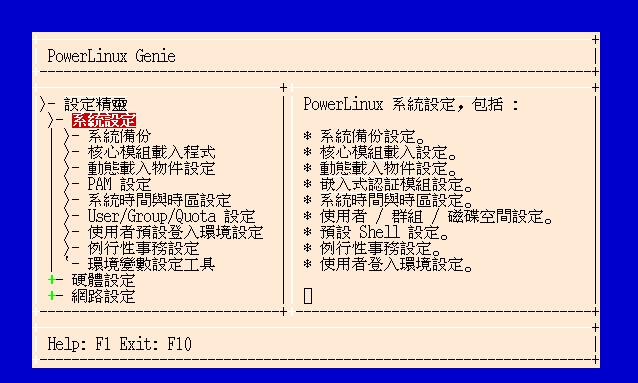 PowerLinux Genie
設定精靈
系統設定
系統備份
核心模組載入程式
動態載入物件設定
PAM 設定
系統時間與時區設定
User/Group/Quota 設定
使用者預設登入環境設定
例行性事務設定
環境變數設定工具
硬體設定
網路設定
PowerLinux 系統設定，包括 :
* 系統備份設定。
* 核心模組載入設定。
* 動態載入物件設定。
* 嵌入式認証模組設定。
* 系統時間與時區設定。
* 使用者 / 群組 / 磁碟空間設定。
* 預設 Shell 設定。
* 例行性事務設定。
* 使用者登入環境設定。
Help: F1 Exit: F10